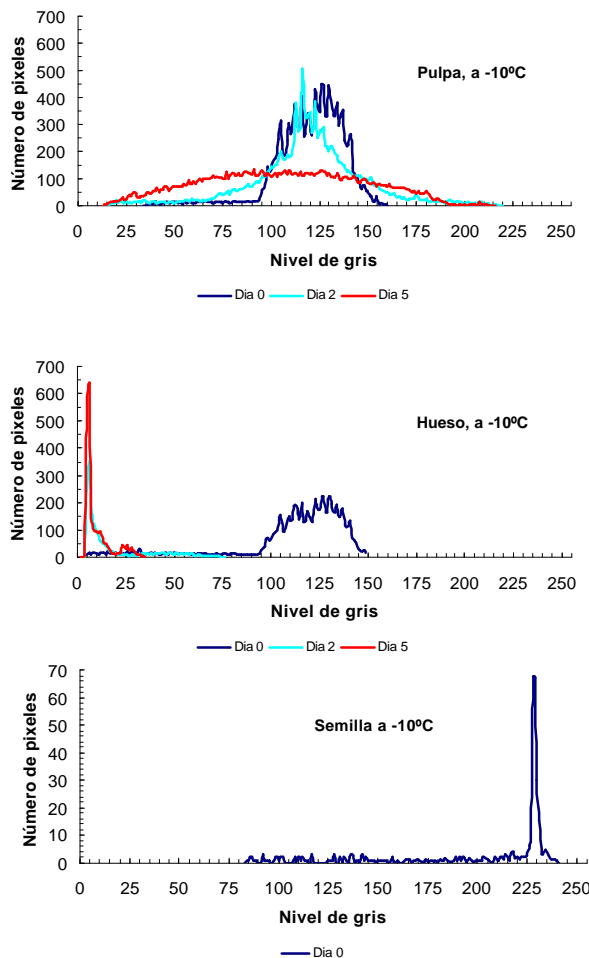 700
600
500
400
300
200
100
0
Número de pixeles
Pulpa, a -10ºC
0 25 50 75 100 125 150 175 200 225 250
Nivel de gris
Dia 0 Dia 2 Dia 5
700
600
500
400
300
200
100
0
Número de pixeles
Hueso, a -10ºC
0 25 50 75 100 125 150 175 200 225 250
Nivel de gris
Dia 0 Dia 2 Dia 5
70
60
50
40
30
20
10
0
Número de pixeles
Semilla a -10ºC
0 25 50 75 100 125 150 175 200 225 250
Nivel de gris
Dia 0